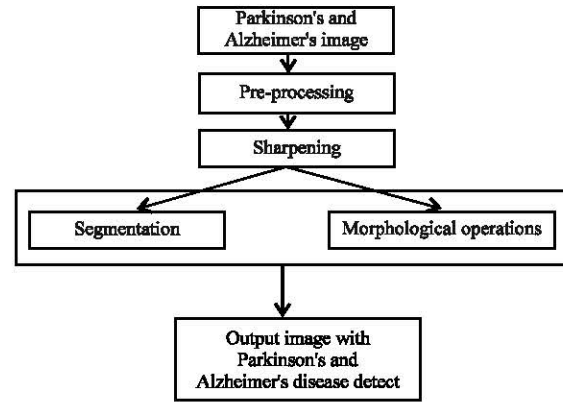 Parkinson's and
Alzheimer's image
Pre-processing
Sharpening
Segmentation
Morphological operations
Output image with
Parkinson's and
Alzheimer's disease detect